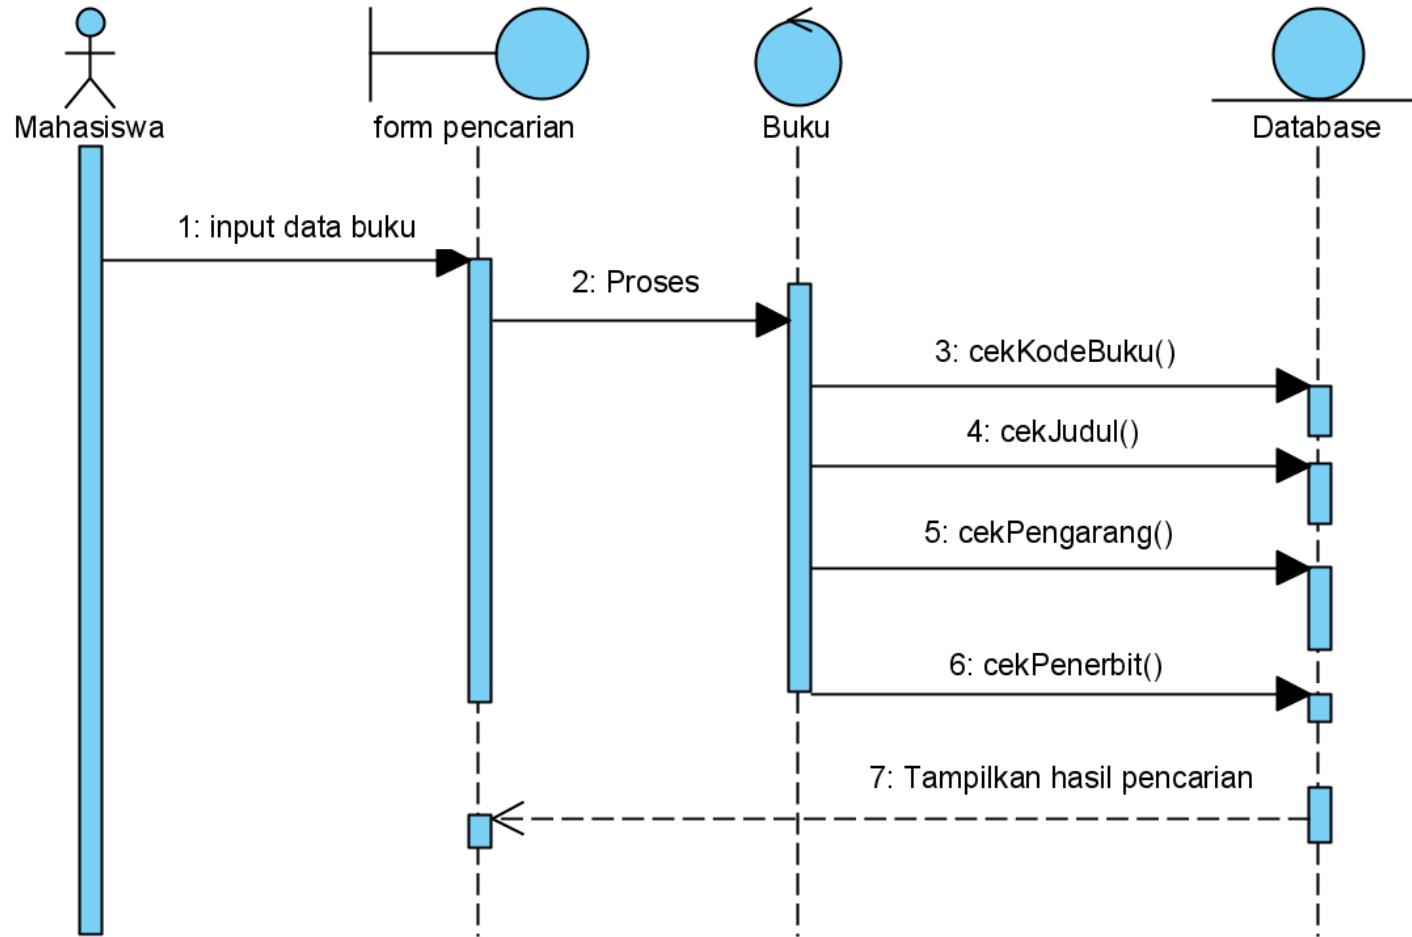 Mahasiswa
form pencarian
Buku
Database
1: input data buku
2: Proses
3: cekKodeBuku()
4: cekJudul()
5: cekPengarang()
6: cekPenerbit()
7: Tampilkan hasil pencarian